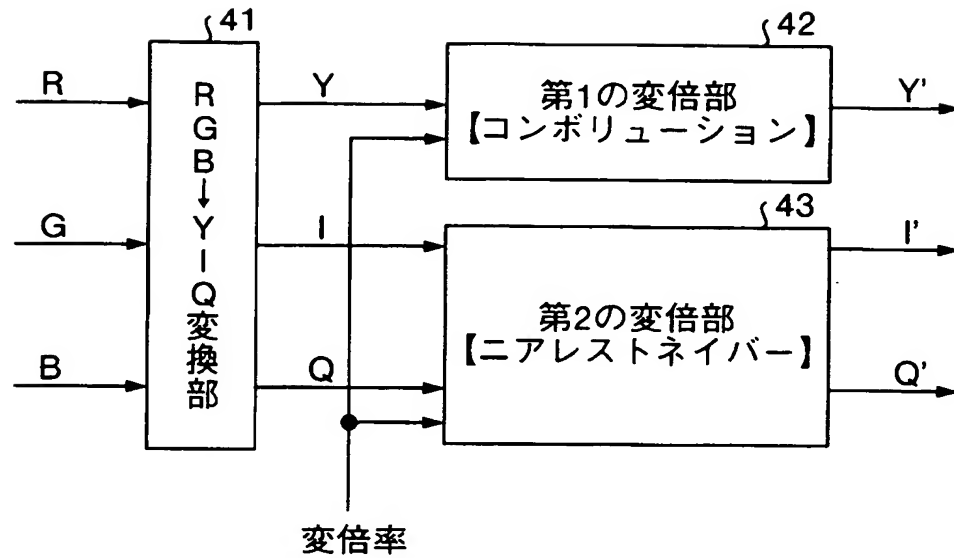 41
42
R
G
B
RGB→YIQ変換部
Y
I
Q
第1の変倍部
【コンボリューション】
Y'
43
第2の変倍部
【ニアレストネイバー】
I'
Q'
変倍率